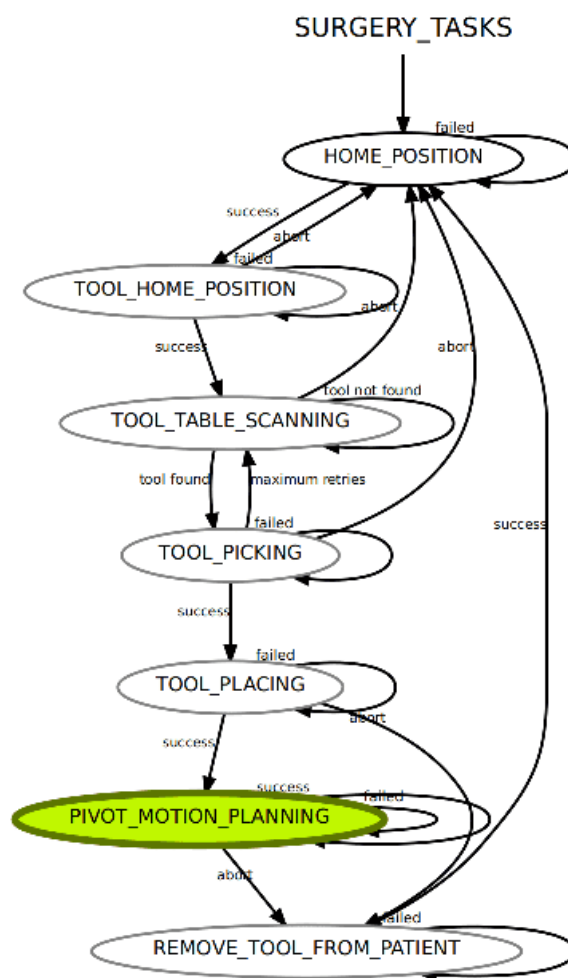 SURGERY_TASKS
failed
HOME_POSITION
success
abort
failed
TOOL_HOME_POSITION
abort
success
abort
tool not found
TOOL_TABLE_SCANNING
tool found
maximum retries
success
failed
TOOL_PICKING
success
failed
TOOL_PLACING
abort
success
success
failed
PIVOT_MOTION_PLANNING
abort
failed
REMOVE_TOOL_FROM_PATIENT